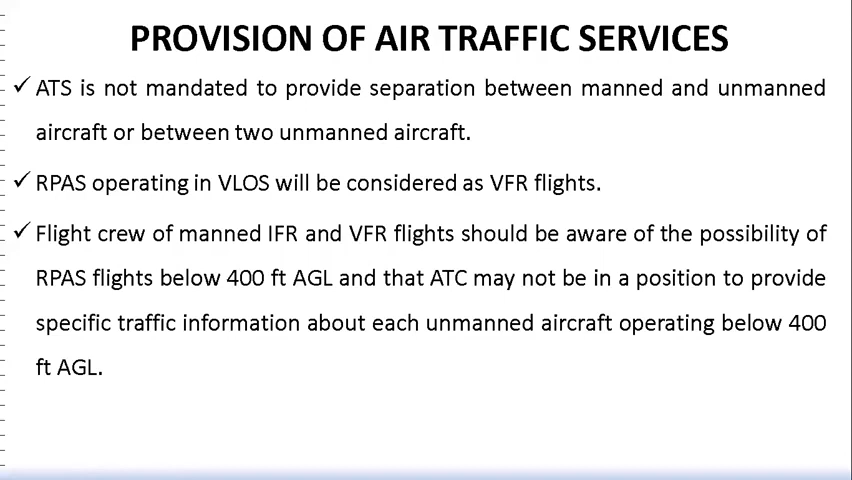 PROVISION OF AIR TRAFFIC SERVICES
✓ ATS is not mandated to provide separation between manned and unmanned
aircraft or between two unmanned aircraft.
✓ RPAS operating in VLOS will be considered as VFR flights.
✓ Flight crew of manned IFR and VFR flights should be aware of the possibility of
RPAS flights below 400 ft AGL and that ATC may not be in a position to provide
specific traffic information about each unmanned aircraft operating below 400
ft AGL.